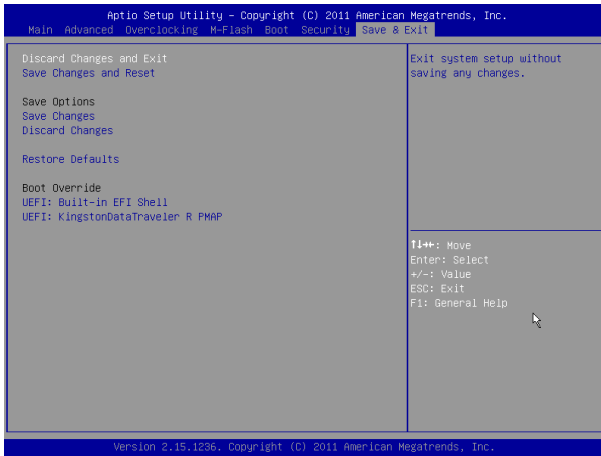 Aptio Setup Utility – Copyright (C) 2011 American Megatrends, Inc.
Main Advanced Overclocking M-Flash Boot Security Save & Exit
Discard Changes and Exit
Save Changes and Reset
Save Options
Save Changes
Discard Changes
Restore Defaults
Boot Override
UEFI: Built-in EFI Shell
UEFI: KingstonDataTraveler R PMAP
Exit system setup without
saving any changes.
↑↓→←: Move
Enter: Select
+/-: Value
ESC: Exit
F1: General Help
Version 2.15.1236. Copyright (C) 2011 American Megatrends, Inc.